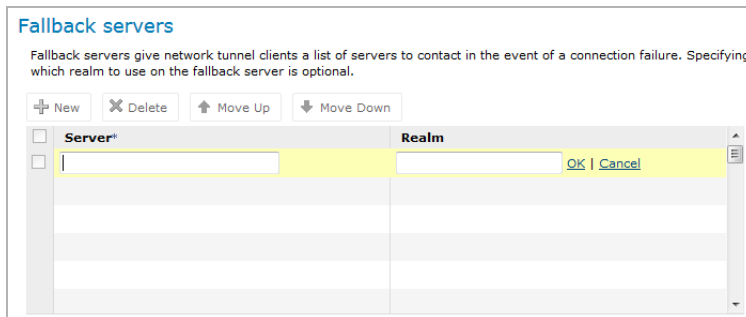 Fallback servers
Fallback servers give network tunnel clients a list of servers to contact in the event of a connection failure. Specifying
which realm to use on the fallback server is optional.
New Delete Move Up Move Down
Server* Realm
OK | Cancel